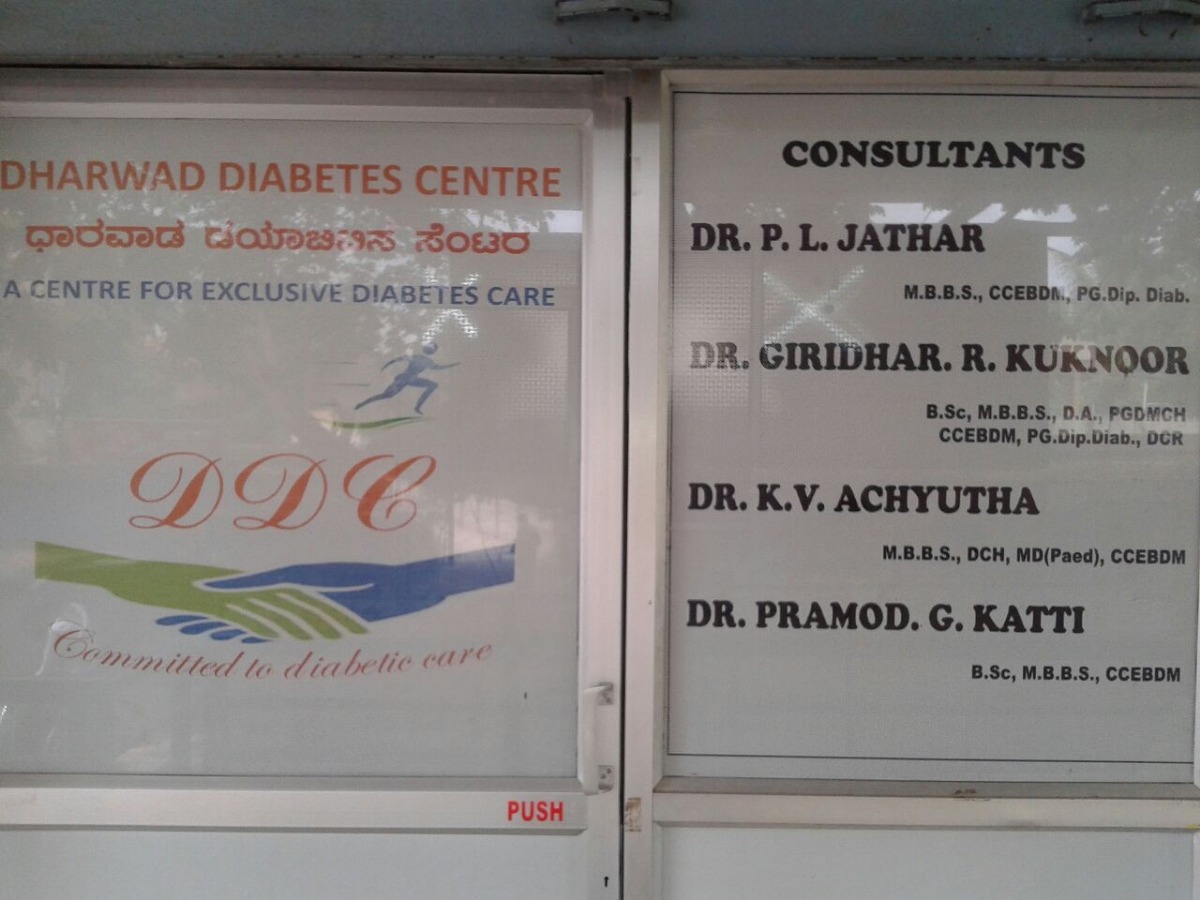 DHARWAD DIABETES CENTRE
ಧಾರವಾಡ ಡಯಾಬಿಟಿಸ ಸೆಂಟರ
A CENTRE FOR EXCLUSIVE DIABETES CARE
DDC
Committed to diabetic care
PUSH
CONSULTANTS
DR. P. L. JATHAR
M.B.B.S., CCEBDM, PG.Dip. Diab.
DR. GIRIDHAR. R. KUKNOOR
B.Sc, M.B.B.S., D.A., PGDMCH
CCEBDM, PG.Dip.Diab., DCR
DR. K.V. ACHYUTHA
M.B.B.S., DCH, MD(Paed), CCEBDM
DR. PRAMOD. G. KATTI
B.Sc, M.B.B.S., CCEBDM